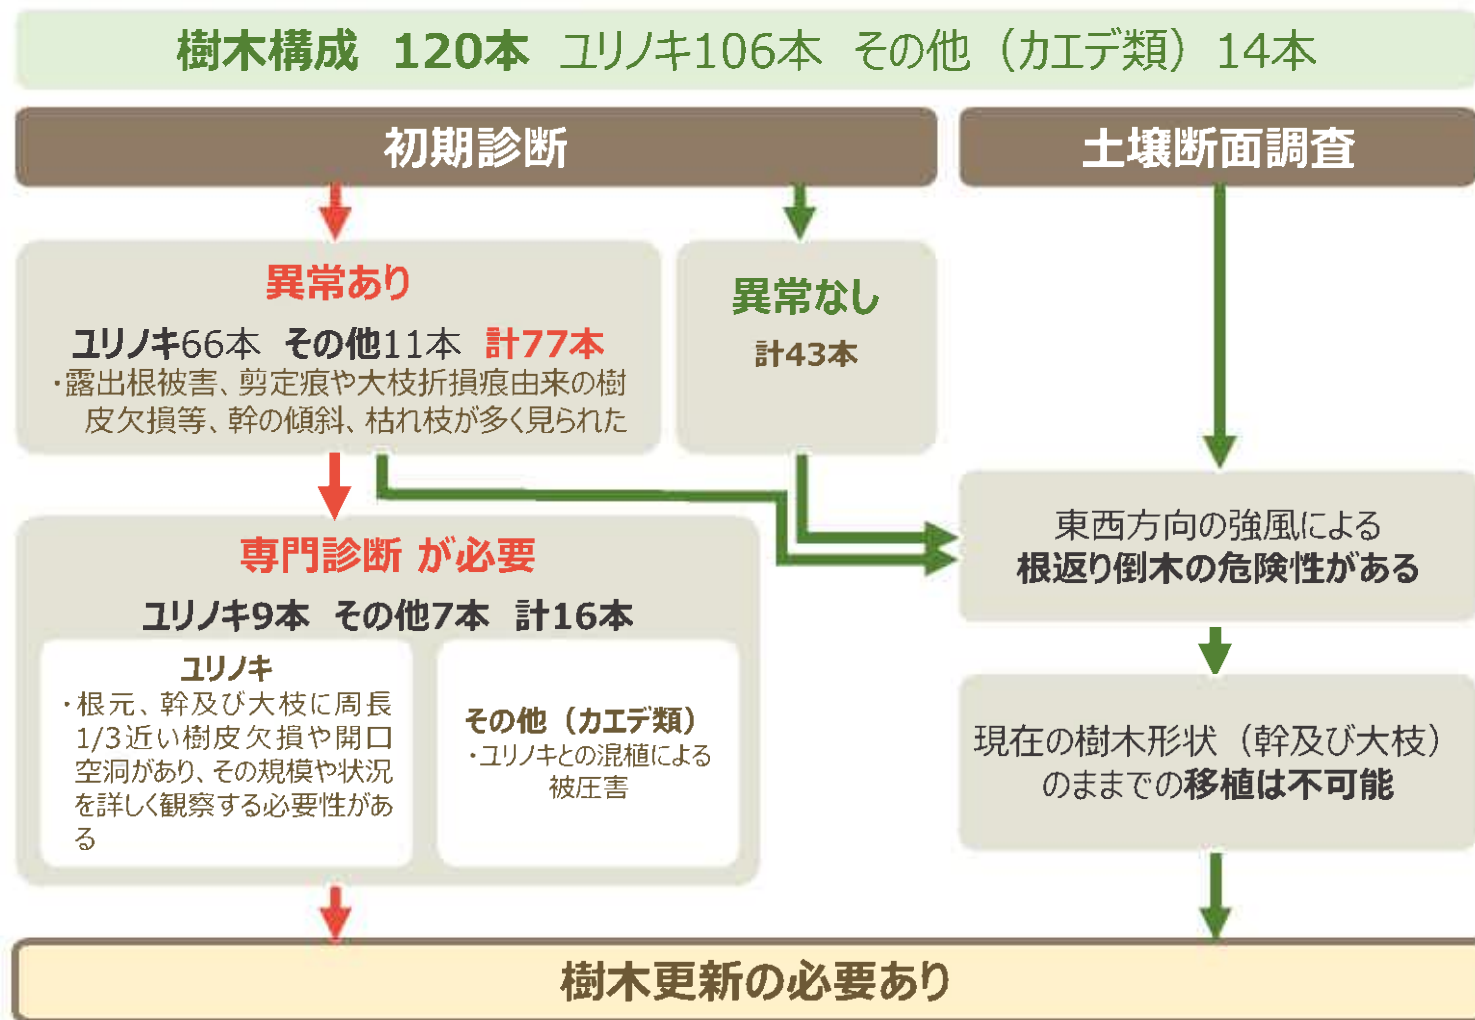 樹木構成 120本 ユリノキ106本 その他（カエデ類）14本
初期診断
土壌断面調査
異常あり
ユリノキ66本 その他11本 計77本
・露出根被害、剪定痕や大枝折損痕由来の樹
皮欠損等、幹の傾斜、枯れ枝が多く見られた
異常なし
計43本
専門診断 が必要
ユリノキ9本 その他7本 計16本
ユリノキ
・根元、幹及び大枝に周長
1/3近い樹皮欠損や開口
空洞があり、その規模や状況
を詳しく観察する必要性があ
る
その他（カエデ類）
・ユリノキとの混植による
被圧害
東西方向の強風による
根返り倒木の危険性がある
現在の樹木形状（幹及び大枝）
のままでの移植は不可能
樹木更新の必要あり